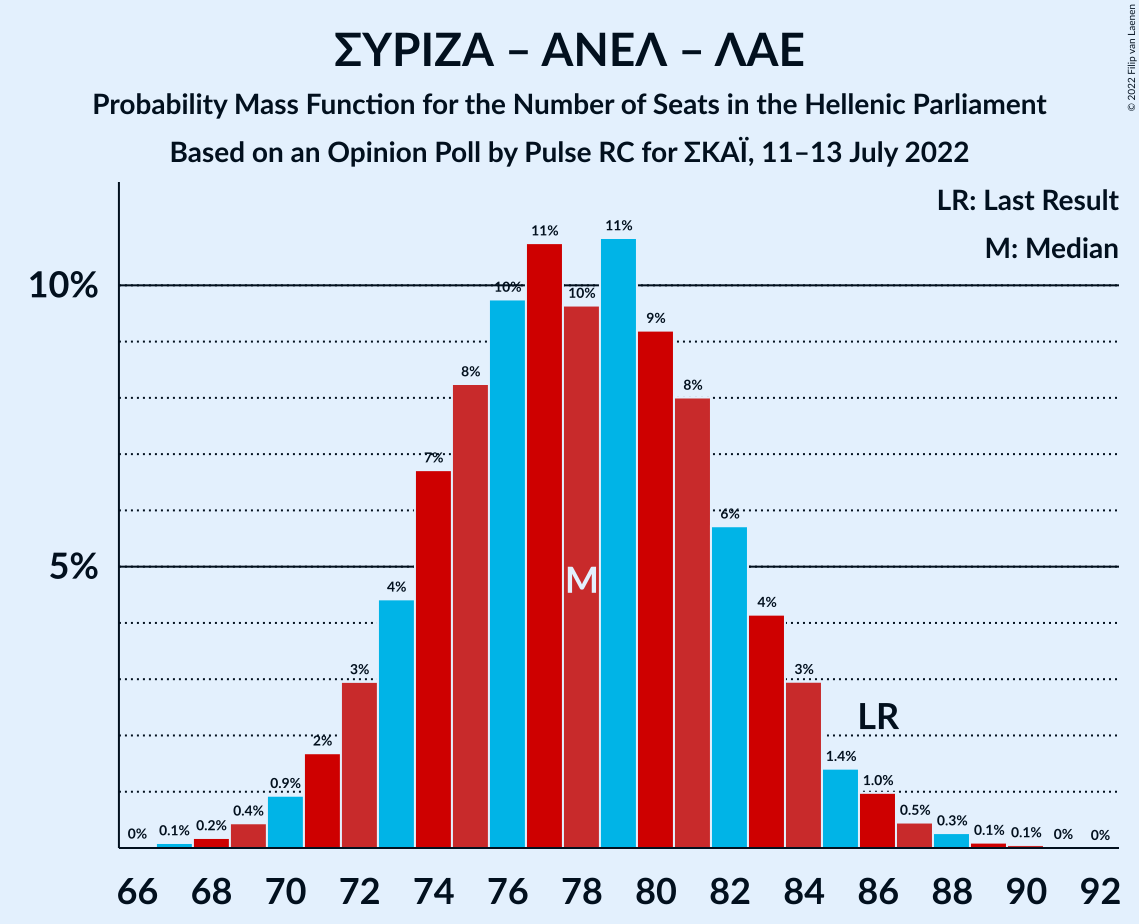 ΣΥΡΙΖΑ – ΑΝΕΛ – ΛΑΕ
Probability Mass Function for the Number of Seats in the Hellenic Parliament
Based on an Opinion Poll by Pulse RC for ΣΚΑΪ, 11–13 July 2022
© 2022 Filip van Laenen
LR: Last Result
M: Median
10%
5%
0% 0.1% 0.2% 0.4% 0.9% 2% 3% 4% 7% 8% 10% 11% 10% 11% 9% 8% 6% 4% 3% 1.4% 1.0% 0.5% 0.3% 0.1% 0.1% 0% 0%
M
LR
66 68 70 72 74 76 78 80 82 84 86 88 90 92